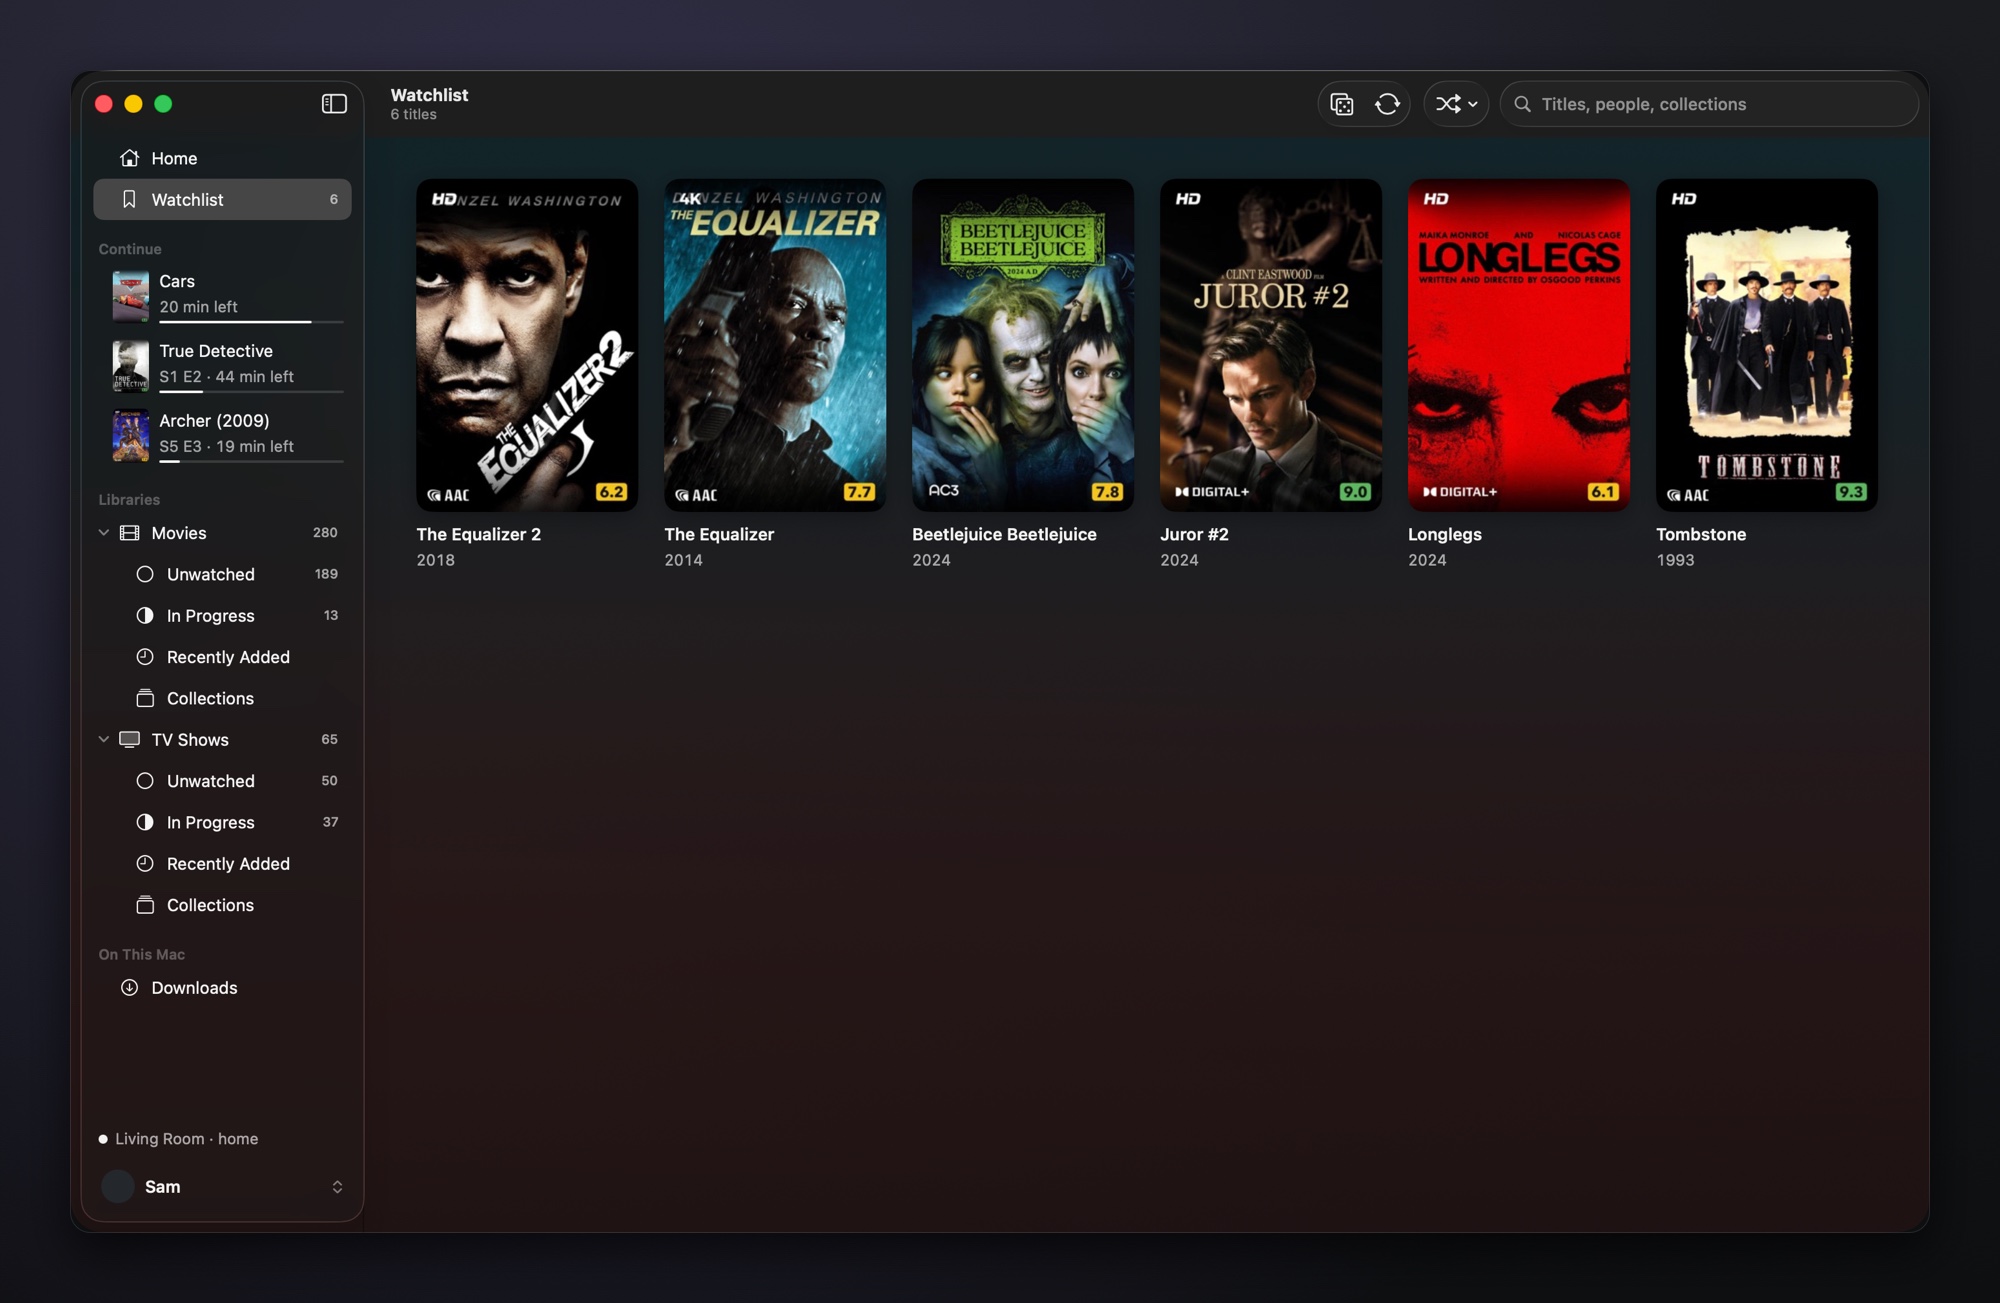 Watchlist
6 titles
Titles, people, collections
Home
Watchlist 6
Continue
Cars
20 min left
True Detective
S1 E2 · 44 min left
Archer (2009)
S5 E3 · 19 min left
Libraries
Movies 280
Unwatched 189
In Progress 13
Recently Added
Collections
TV Shows 65
Unwatched 50
In Progress 37
Recently Added
Collections
On This Mac
Downloads
Living Room · home
Sam
HD
NZEL WASHINGTON
THE
EQUALIZER 2
AAC 6.2
The Equalizer 2
2018
4K
NZEL WASHINGTON
THE EQUALIZER
AAC 7.7
The Equalizer
2014
BEETLEJUICE
BEETLEJUICE
2024 A.D.
AC3 7.8
Beetlejuice Beetlejuice
2024
HD
A CLINT EASTWOOD FILM
JUROR #2
DIGITAL+ 9.0
Juror #2
2024
HD
MAIKA MONROE AND NICOLAS CAGE
LONGLEGS
WRITTEN AND DIRECTED BY OSGOOD PERKINS
DIGITAL+ 6.1
Longlegs
2024
HD
TOMBSTONE
AAC 9.3
Tombstone
1993